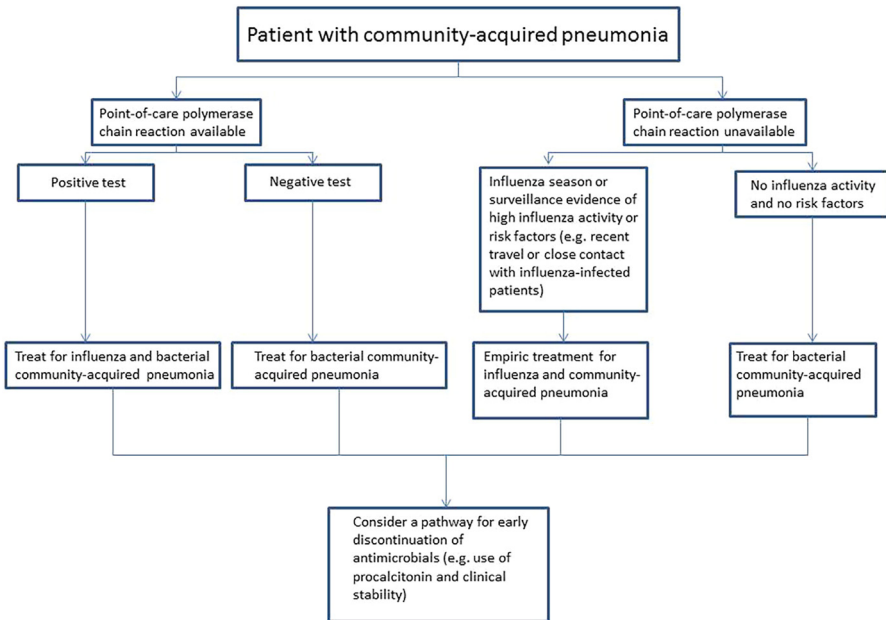 Patient with community-acquired pneumonia
Point-of-care polymerase
chain reaction available
Point-of-care polymerase
chain reaction unavailable
Positive test
Negative test
Influenza season or
surveillance evidence of
high influenza activity or
risk factors (e.g. recent
travel or close contact
with influenza-infected
patients)
No influenza activity
and no risk factors
Treat for influenza and bacterial
community-acquired pneumonia
Treat for bacterial community-
acquired pneumonia
Empiric treatment for
influenza and community-
acquired pneumonia
Treat for bacterial
community-acquired
pneumonia
Consider a pathway for early
discontinuation of
antimicrobials (e.g. use of
procalcitonin and clinical
stability)